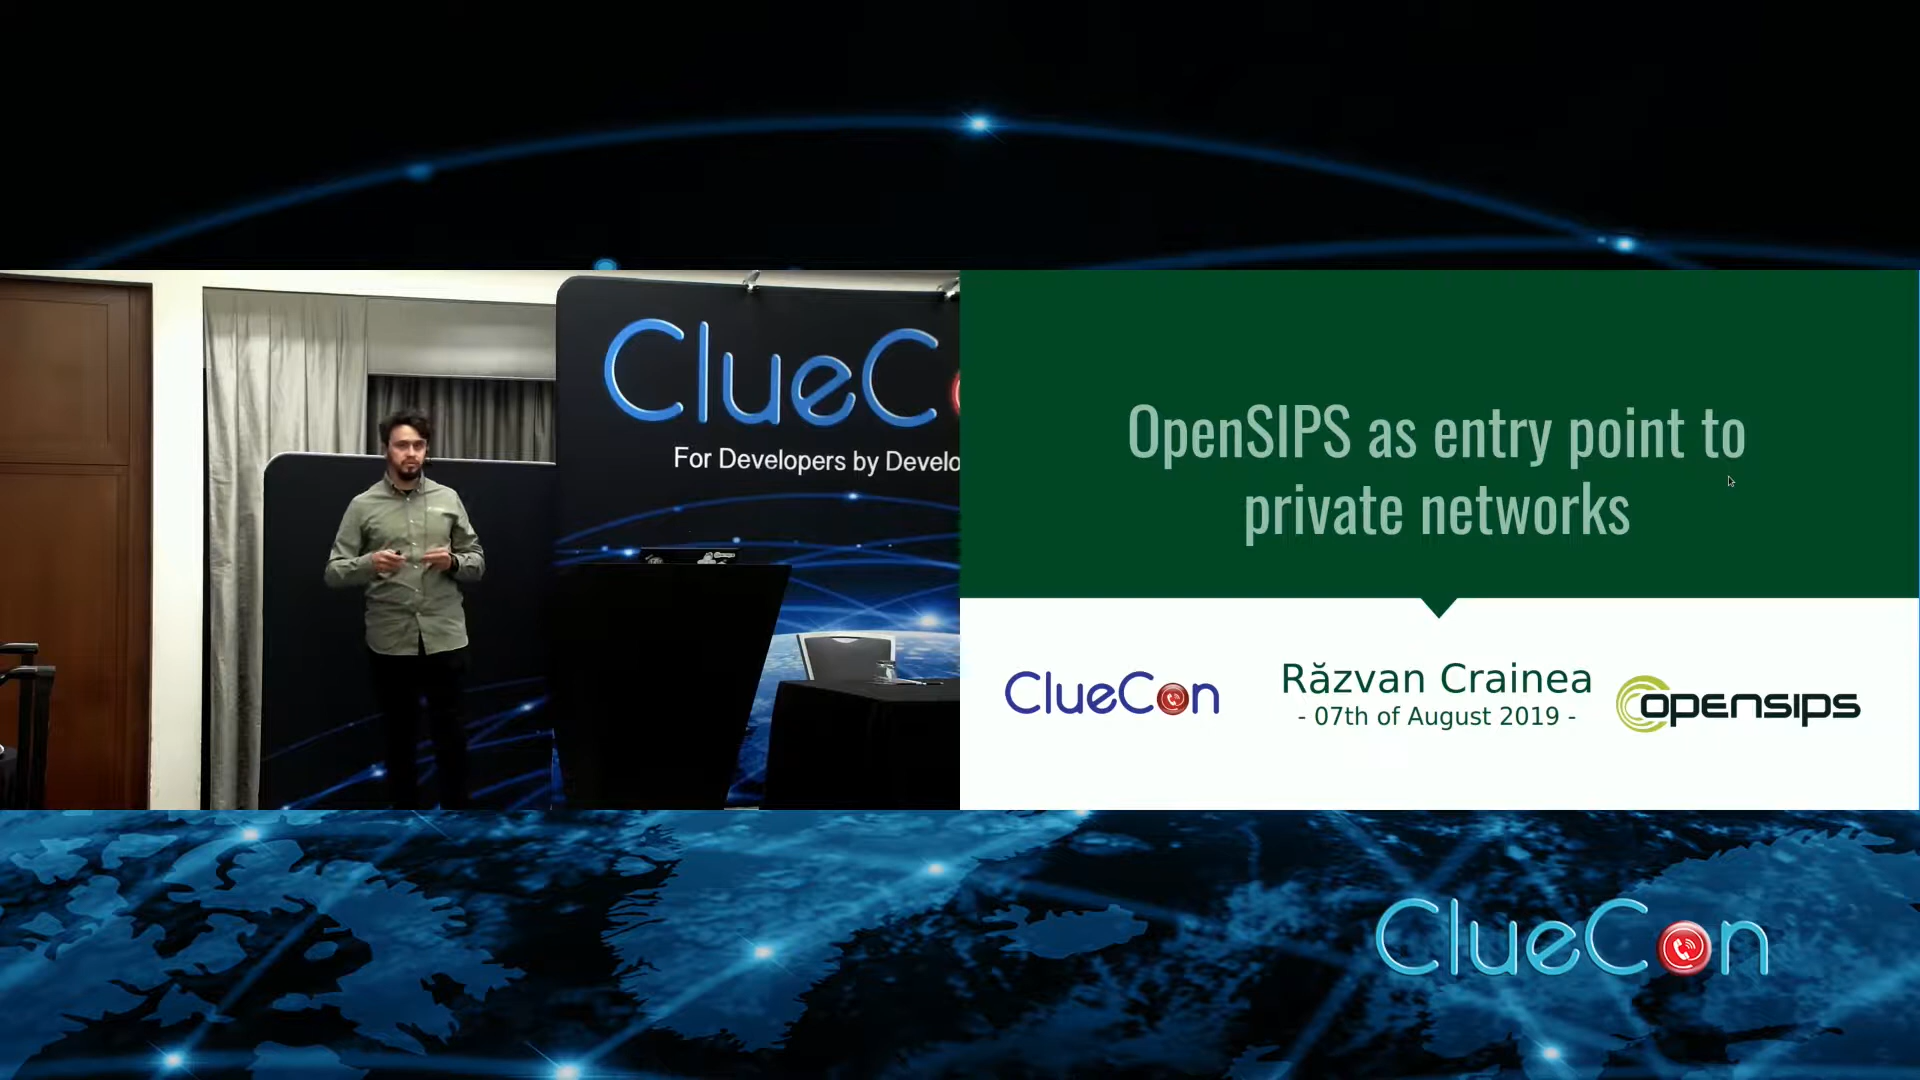 ClueC
For Developers by Develo
OpenSIPS as entry point to
private networks
ClueCon
Răzvan Crainea
- 07th of August 2019 -
opensips
ClueCon